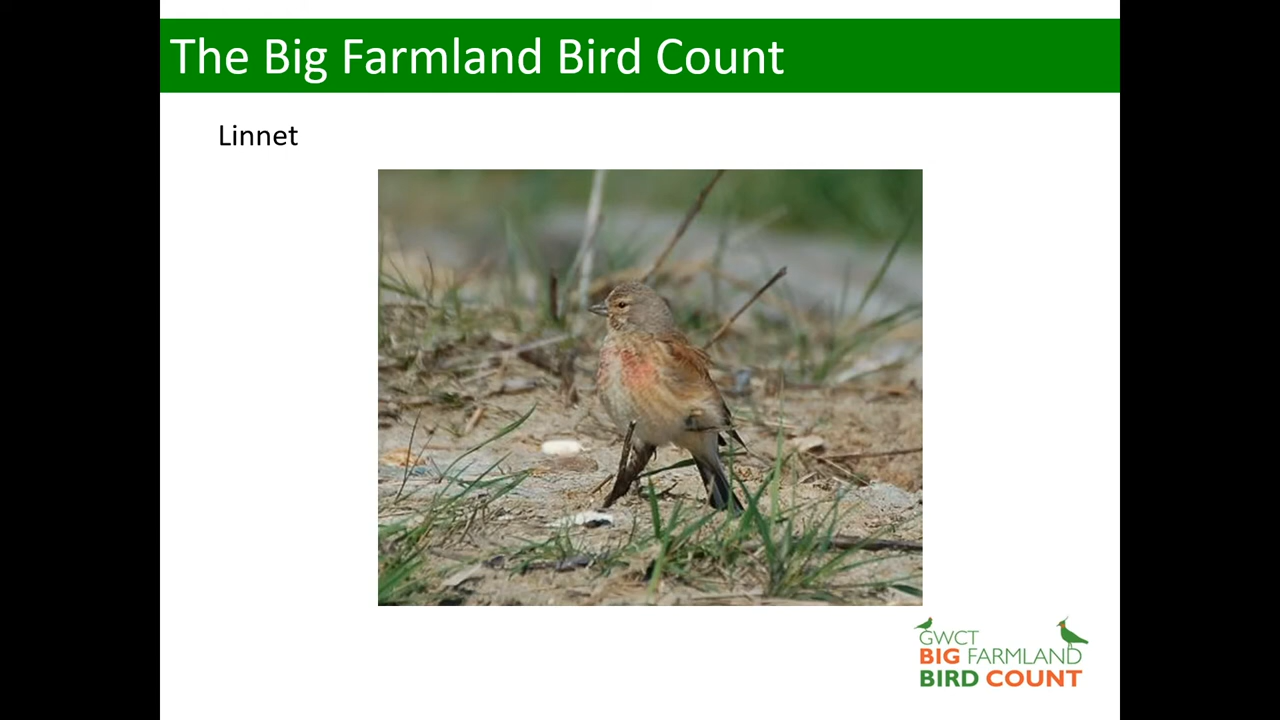 The Big Farmland Bird Count
Linnet
GWCT
BIG FARMLAND
BIRD COUNT